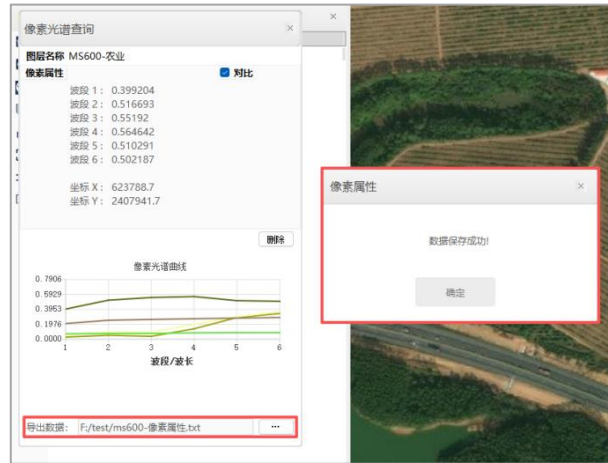 像素光谱查询
图层名称 MS600-农业
像素属性
对比
波段 1： 0.399204
波段 2： 0.516693
波段 3： 0.55192
波段 4： 0.564642
波段 5： 0.510291
波段 6： 0.502187
坐标 X： 623788.7
坐标 Y： 2407941.7
删除
像素光谱曲线
0.7906
0.5929
0.3953
0.1976
0.0000
1 2 3 4 5 6
波段/波长
导出数据： F:/test/ms600-像素属性.txt ...
像素属性
数据保存成功!
确定